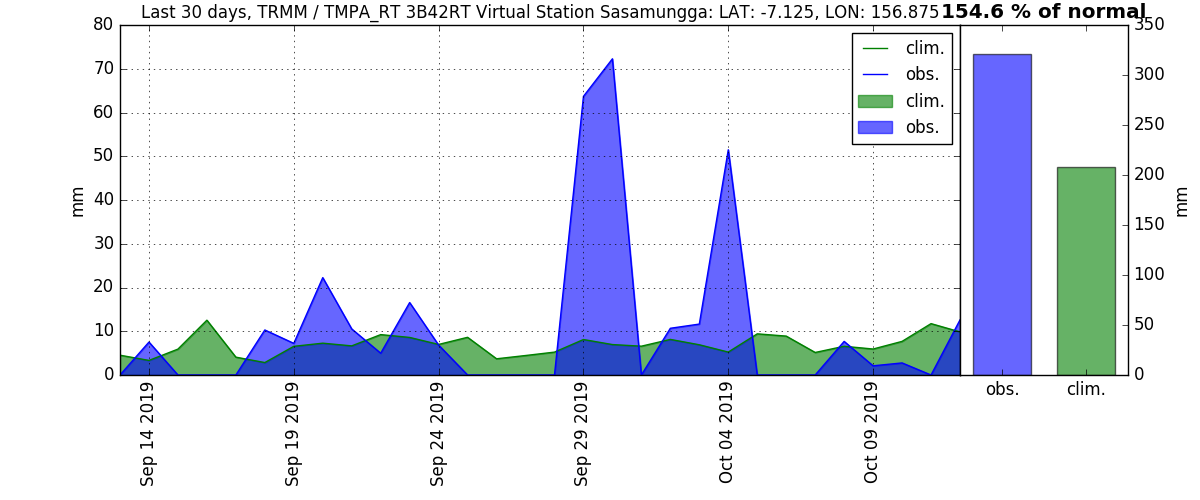 Last 30 days, TRMM / TMPA_RT 3B42RT Virtual Station Sasamungga: LAT: -7.125, LON: 156.875
154.6 % of normal
80
70
60
50
40
30
20
10
0
mm
clim.
obs.
clim.
obs.
Sep 14 2019
Sep 19 2019
Sep 24 2019
Sep 29 2019
Oct 04 2019
Oct 09 2019
350
300
250
200
150
100
50
0
mm
obs.
clim.